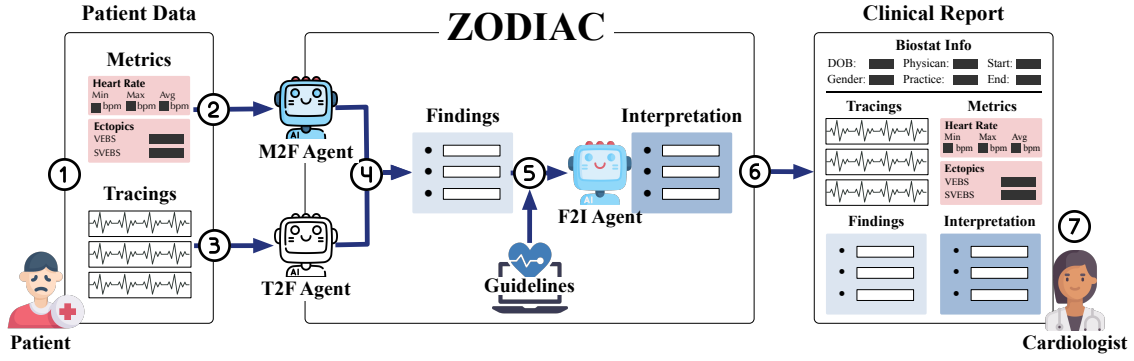 Patient Data
ZODIAC
Clinical Report
Metrics
Heart Rate
Min Max Avg
bpm bpm bpm
Ectopics
VEBS
SVEBS
1
Tracings
2
3
Patient
AI
M2F Agent
AI
T2F Agent
4
Findings
5
Guidelines
AI
F2I Agent
Interpretation
6
Biostat Info
DOB: Physican: Start:
Gender: Practice: End:
Tracings
Metrics
Heart Rate
Min Max Avg
bpm bpm bpm
Ectopics
VEBS
SVEBS
Findings
Interpretation
7
Cardiologist